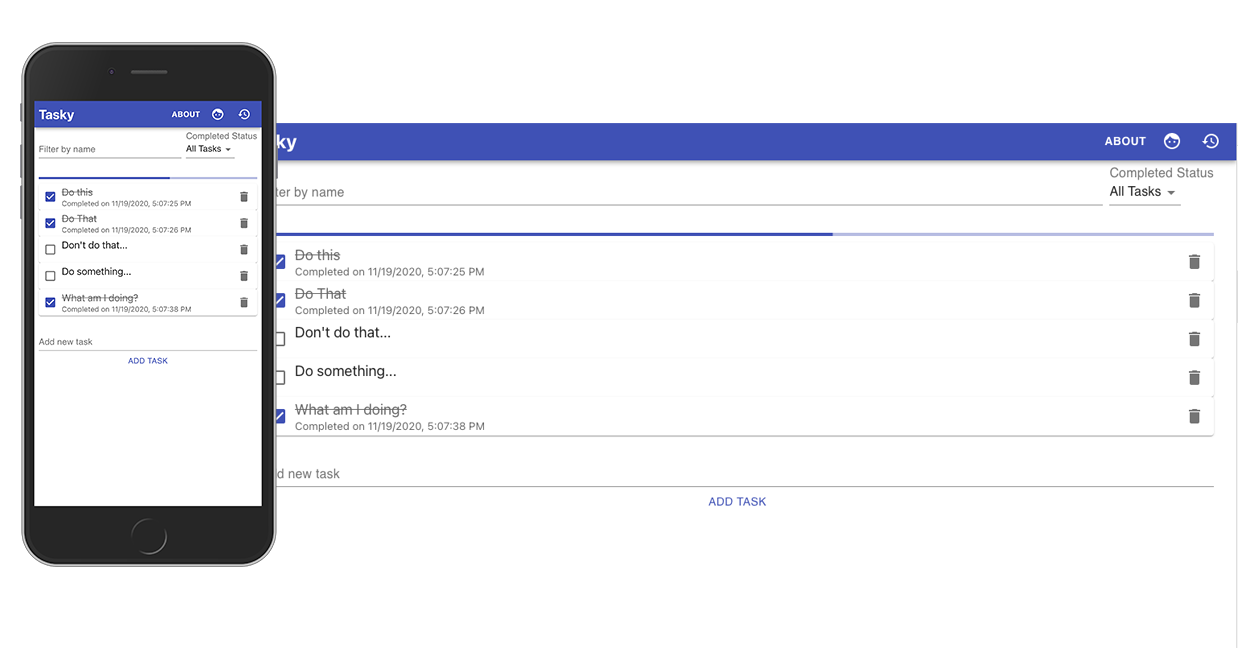 Tasky
ABOUT
Completed Status
Filter by name
All Tasks
Do this
Completed on 11/19/2020, 5:07:25 PM
Do That
Completed on 11/19/2020, 5:07:26 PM
Don't do that...
Do something...
What am I doing?
Completed on 11/19/2020, 5:07:38 PM
Add new task
ADD TASK
ky
ABOUT
Completed Status
ter by name
All Tasks
Do this
Completed on 11/19/2020, 5:07:25 PM
Do That
Completed on 11/19/2020, 5:07:26 PM
Don't do that...
Do something...
What am I doing?
Completed on 11/19/2020, 5:07:38 PM
d new task
ADD TASK